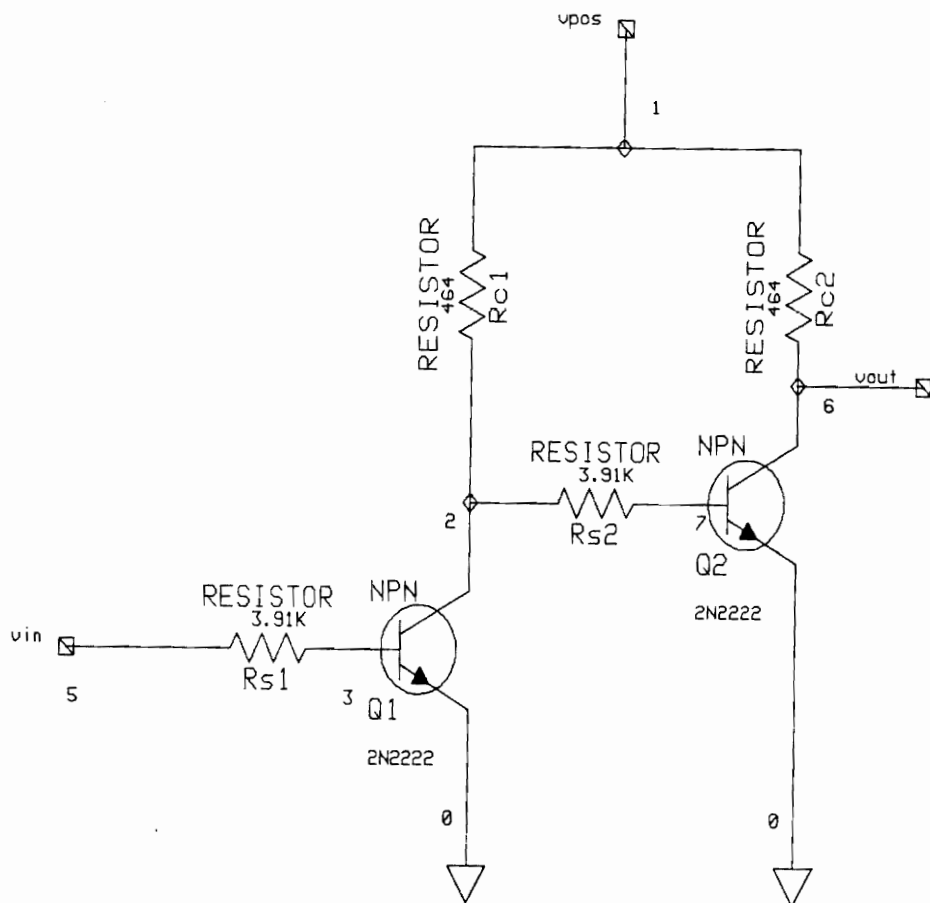 vpos
1
RESISTOR
464
Rc1
RESISTOR
464
Rc2
vout
6
RESISTOR
3.91K
Rs2
2
NPN
7
Q2
2N2222
RESISTOR
3.91K
Rs1
NPN
vin
5
3
Q1
2N2222
0
0